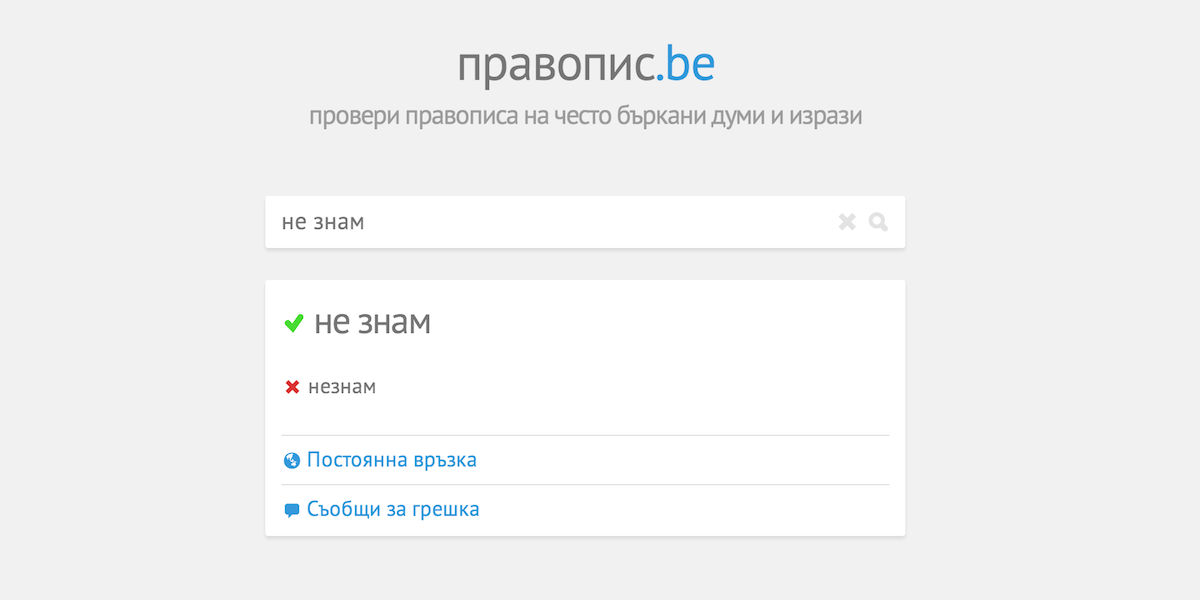 правопис.be
провери правописа на често бъркани думи и изрази
не знам
не знам
незнам
Постоянна връзка
Съобщи за грешка